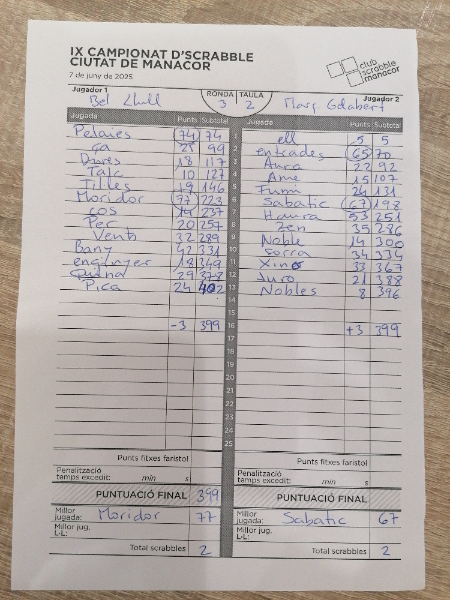 IX CAMPIONAT D'SCRABBLE
CIUTAT DE MANACOR
7 de juny de 2025
club
scrabble
manacor
Jugador 1 RONDA TAULA Jugador 2
Bel Llull 3 2 Marg Gelabert
Jugada Punts Subtotal Jugada Punts Subtotal
Pelaies 74 74 1 ell 5 5
Ça 25 99 2 entrades 65 70
Dures 18 117 3 Aura 22 92
Talc 10 127 4 Ama 15 107
Titlles 19 146 5 Fumi 24 131
Moridor 77 223 6 Sabatic 67 198
cos 14 237 7 Haura 53 251
Pec 20 257 8 Zen 35 286
Vents 32 289 9 Noble 14 300
Bany 42 331 10 Sorra 34 334
enginyer 18 349 11 Xino 33 367
Quina 29 378 12 Juro 21 388
Pica 24 402 13 Nobles 8 396
14
15
-3 399 16 +3 399
17
18
19
20
21
22
23
24
25
Punts fitxes faristol Punts fitxes faristol
Penalització
temps excedit: min s Penalització
temps excedit: min s
PUNTUACIÓ FINAL 399 PUNTUACIÓ FINAL
Millor
jugada: Moridor 77 Millor
jugada: Sabatic 67
Millor jug.
L·L: Millor jug.
L·L:
Total scrabbles 2 Total scrabbles 2